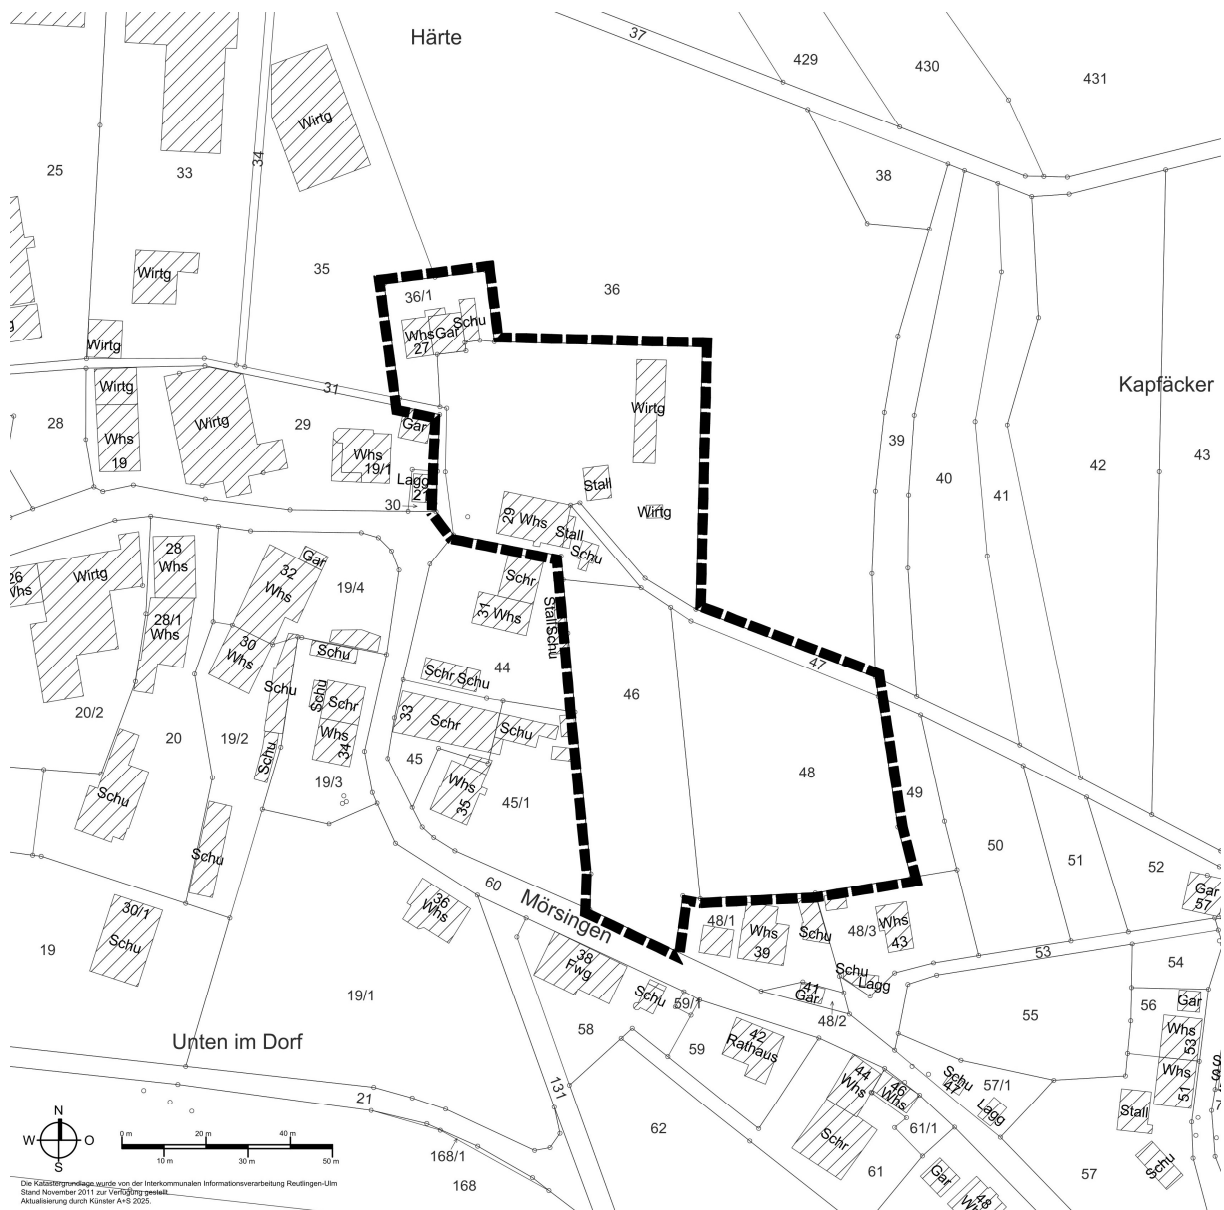 Härte
37
429
430
431
Wirtg
25
33
34
38
35
36
36/1
Wirtg
Whs
27
Gar
Schu
Kapfäcker
Wirtg
31
Wirtg
Whs
19
28
Wirtg
29
Whs
19/1
Gar
Lagg
21
30
Wirtg
39
40
41
42
43
Stall
Wirtg
29
Whs
Stall
Schu
26
Whs
Wirtg
28
Whs
28/1
Whs
32
Whs
Gar
19/4
30
Whs
Schr
31
Whs
Stall
Schu
44
47
46
48
Schu
Schu
Schu
Schr
Whs
34
Schr
Schu
33
Schr
Schu
20/2
20
19/2
Schu
19/3
45
Whs
35
45/1
49
50
51
52
Schu
Schu
60
Mörsingen
36
Whs
48/1
Whs
39
Schu
48/3
Whs
43
Gar
57
53
30/1
Schu
19
19/1
38
Fwg
Schu
59/1
Schu
Lagg
41
Gar
48/2
54
56
Gar
55
Unten im Dorf
58
59
42
Rathaus
Whs
53
Whs
51
44
Whs
46
Whs
Schu
47
57/1
Lagg
Stall
131
21
168/1
168
62
Schr
61/1
61
Gar
48
57
Schu
N
W
O
S
0 m
20 m
40 m
10 m
30 m
50 m
Die Katastergrundlage wurde von der Interkommunalen Informationsverarbeitung Reutlingen-Ulm
Stand November 2011 zur Verfügung gestellt.
Aktualisierung durch Künster A+S 2025.